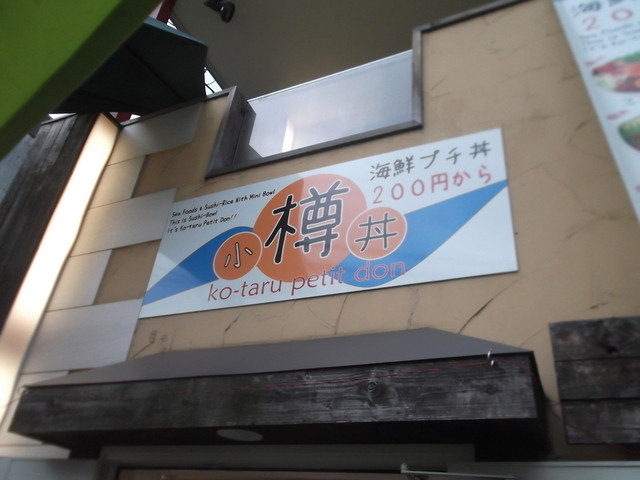 海鮮プチ丼
200円から
Sea Foods & Sushi-Rice With Mini Bowl
This is Sushi-Bowl
It's Ko-taru Petit Don!!
小樽丼
ko-taru petit don